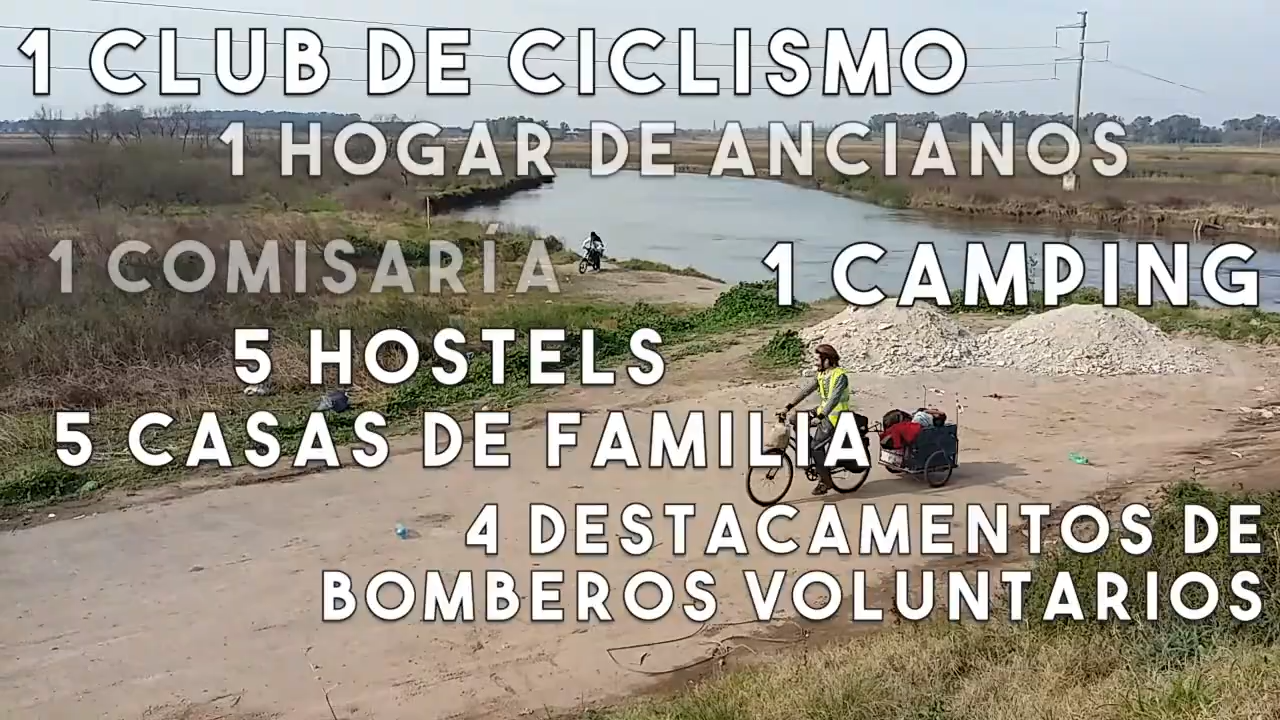 1 CLUB DE CICLISMO
1 HOGAR DE ANCIANOS
1 COMISARÍA
1 CAMPING
5 HOSTELS
5 CASAS DE FAMILIA
4 DESTACAMENTOS DE
BOMBEROS VOLUNTARIOS